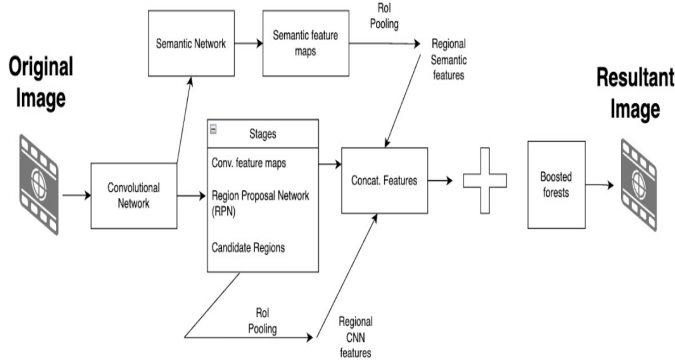 Original
Image
Semantic Network
Semantic feature
maps
RoI
Pooling
Regional
Semantic
features
Resultant
Image
Convolutional
Network
Stages
Conv. feature maps
Region Proposal Network
(RPN)
Candidate Regions
Concat. Features
Boosted
forests
RoI
Pooling
Regional
CNN
features